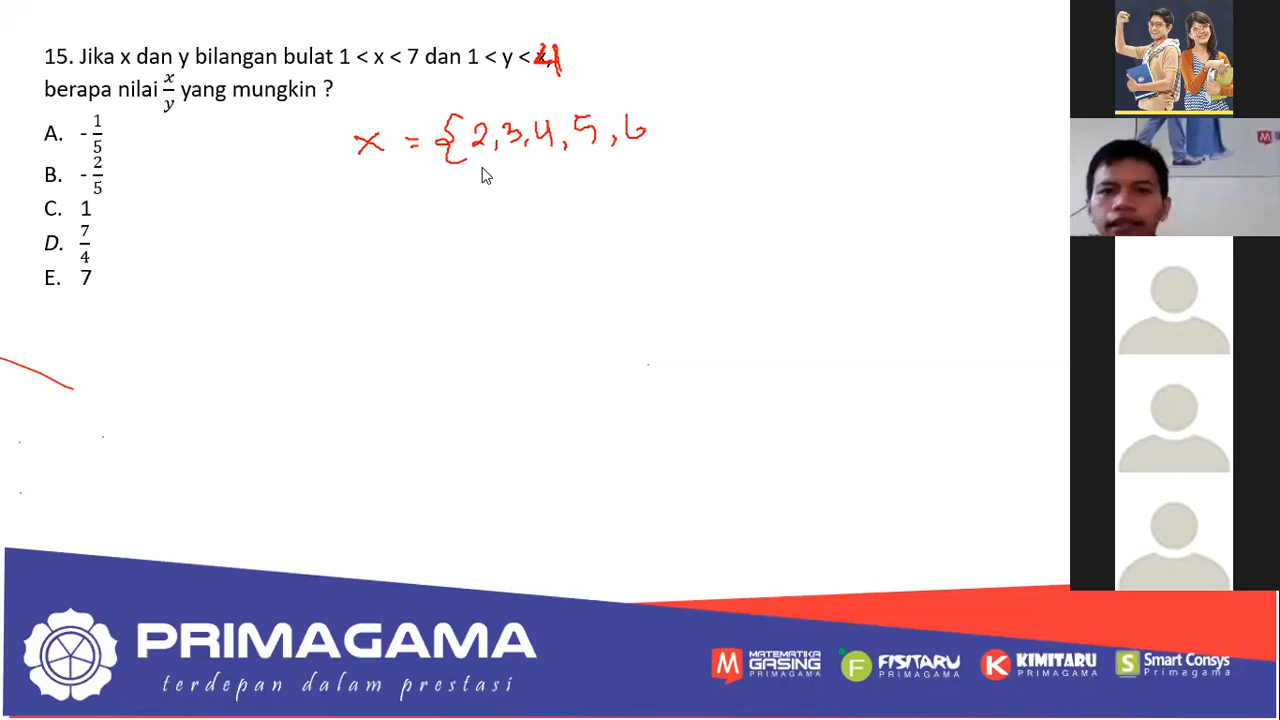 15. Jika x dan y bilangan bulat 1 < x < 7 dan 1 < y < 4
berapa nilai x/y yang mungkin ?
x = {2,3,4,5,6
A. -1/5
B. -2/5
C. 1
D. 7/4
E. 7
PRIMAGAMA
terdepan dalam prestasi
M MATEMATIKA GASING PRIMAGAMA
F FISITARU PRIMAGAMA
K KIMITARU PRIMAGAMA
S Smart Consys Primagama